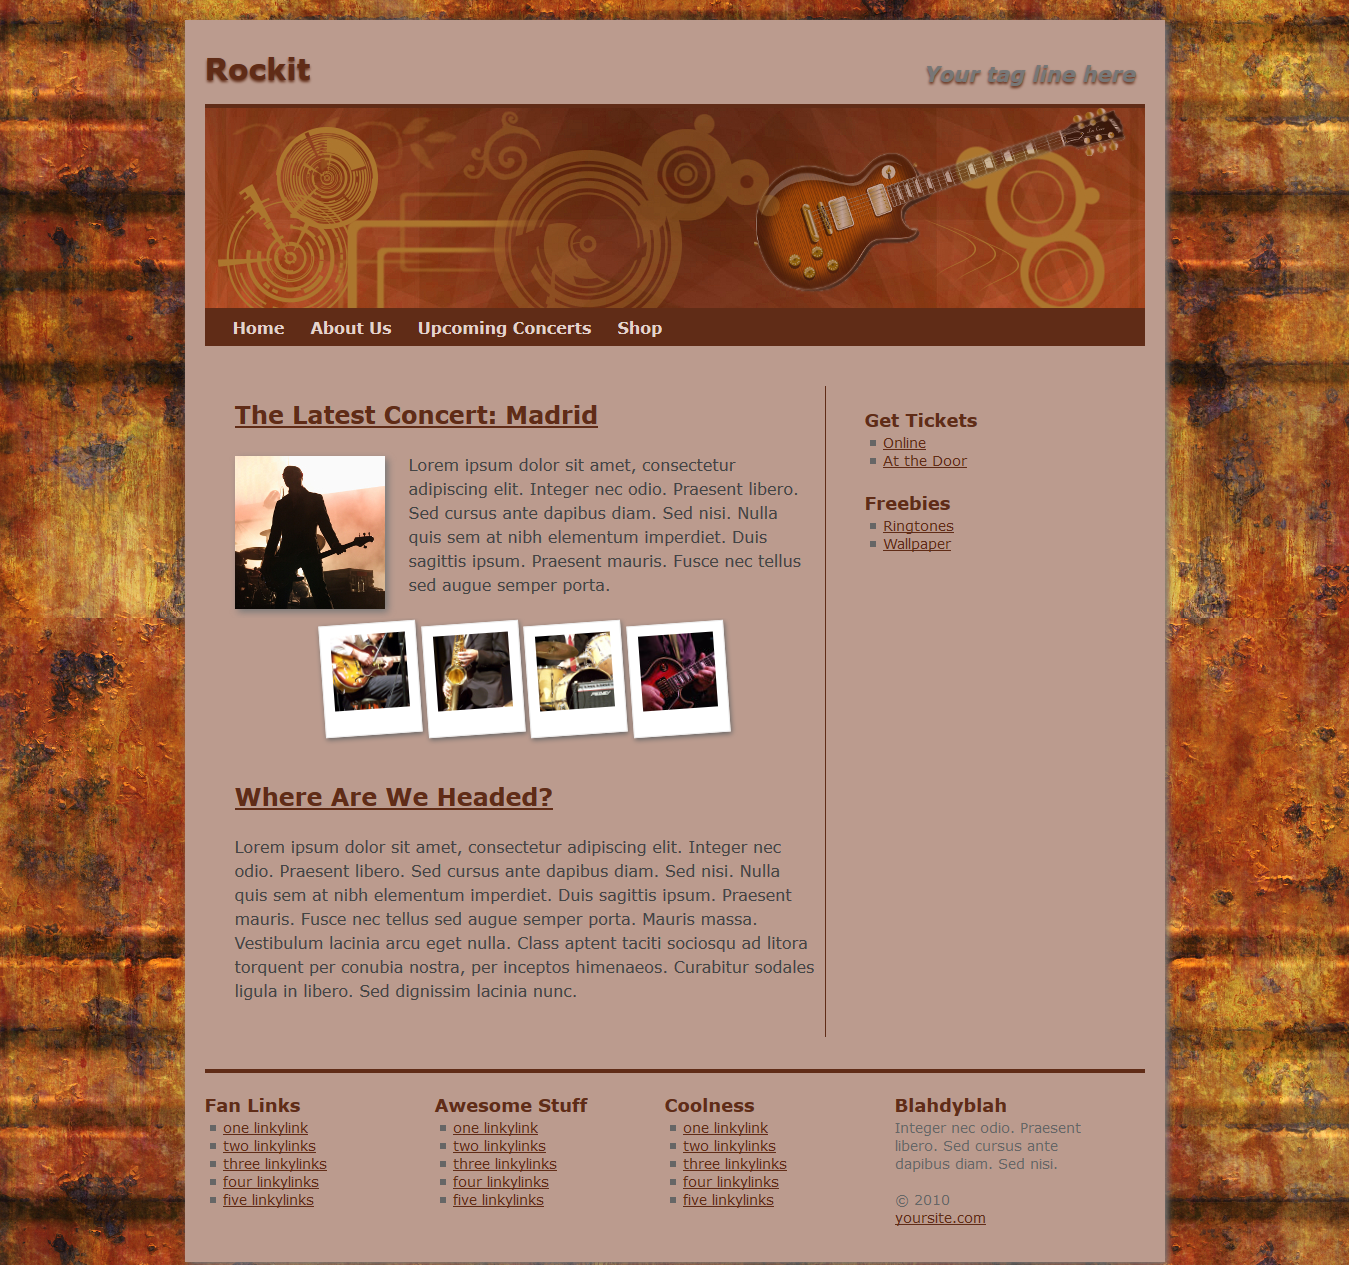 Rockit
Your tag line here
Home About Us Upcoming Concerts Shop
The Latest Concert: Madrid
Lorem ipsum dolor sit amet, consectetur
adipiscing elit. Integer nec odio. Praesent libero.
Sed cursus ante dapibus diam. Sed nisi. Nulla
quis sem at nibh elementum imperdiet. Duis
sagittis ipsum. Praesent mauris. Fusce nec tellus
sed augue semper porta.
Where Are We Headed?
Lorem ipsum dolor sit amet, consectetur adipiscing elit. Integer nec
odio. Praesent libero. Sed cursus ante dapibus diam. Sed nisi. Nulla
quis sem at nibh elementum imperdiet. Duis sagittis ipsum. Praesent
mauris. Fusce nec tellus sed augue semper porta. Mauris massa.
Vestibulum lacinia arcu eget nulla. Class aptent taciti sociosqu ad litora
torquent per conubia nostra, per inceptos himenaeos. Curabitur sodales
ligula in libero. Sed dignissim lacinia nunc.
Get Tickets
Online
At the Door
Freebies
Ringtones
Wallpaper
Fan Links
one linkylink
two linkylinks
three linkylinks
four linkylinks
five linkylinks
Awesome Stuff
one linkylink
two linkylinks
three linkylinks
four linkylinks
five linkylinks
Coolness
one linkylink
two linkylinks
three linkylinks
four linkylinks
five linkylinks
Blahdyblah
Integer nec odio. Praesent
libero. Sed cursus ante
dapibus diam. Sed nisi.
© 2010
yoursite.com